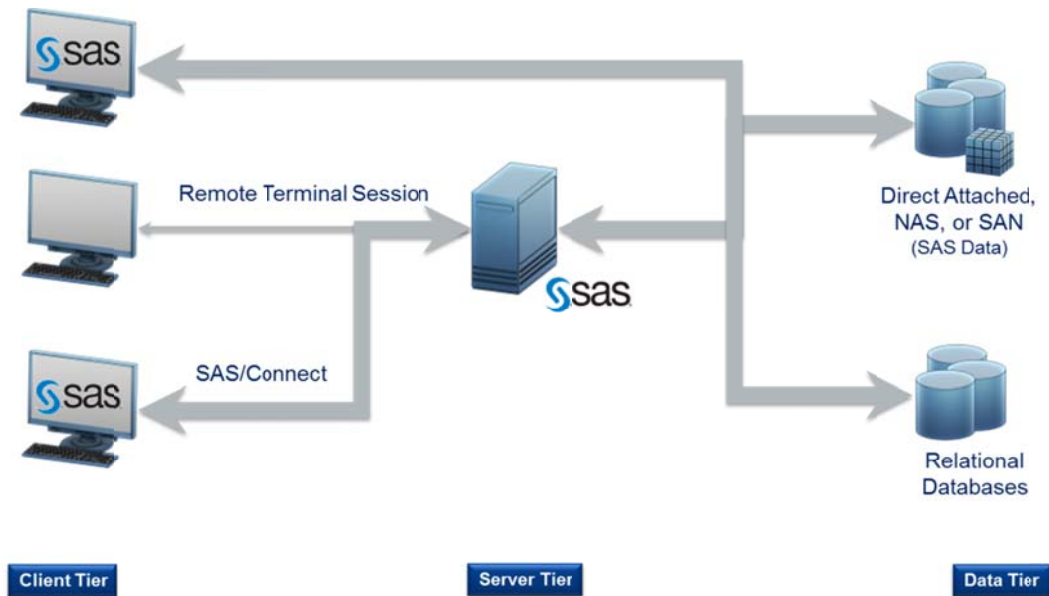 sas
Remote Terminal Session
sas
SAS/Connect
sas
Direct Attached,
NAS, or SAN
(SAS Data)
Relational
Databases
Client Tier
Server Tier
Data Tier